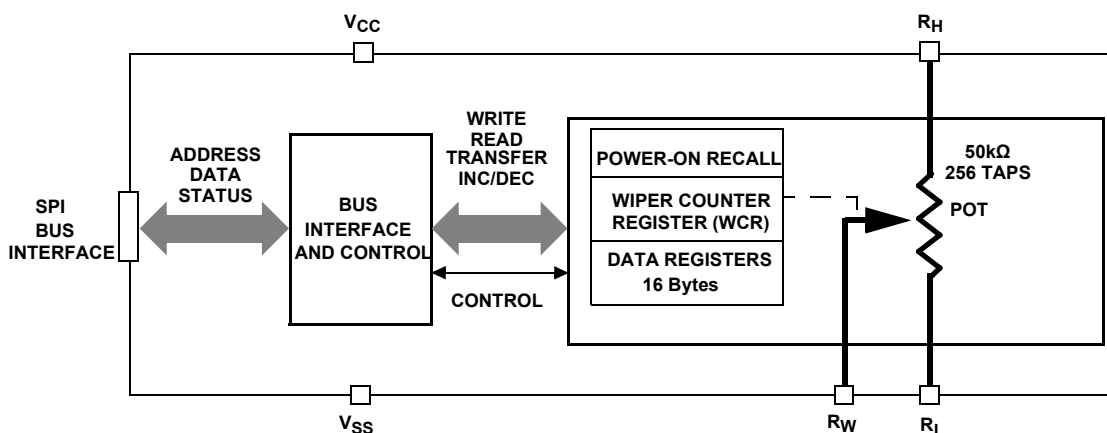 VCC
RH
WRITE
READ
TRANSFER
INC/DEC
ADDRESS
DATA
STATUS
SPI
BUS
INTERFACE
BUS
INTERFACE
AND CONTROL
CONTROL
POWER-ON RECALL
WIPER COUNTER
REGISTER (WCR)
DATA REGISTERS
16 Bytes
50kΩ
256 TAPS
POT
VSS
RW
RL